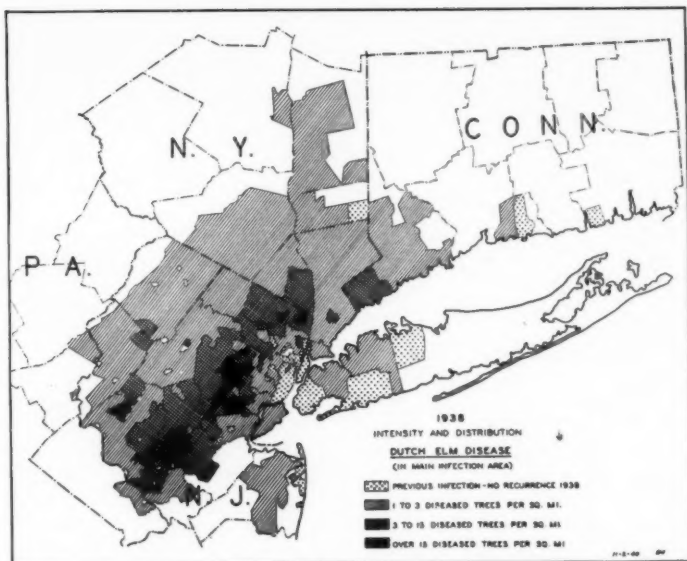 N. Y.
CONN.
PA.
N. J.
1938
INTENSITY AND DISTRIBUTION
DUTCH ELM DISEASE
(IN MAIN INFECTION AREA)
PREVIOUS INFECTION - NO RECURRENCE 1938
1 TO 3 DISEASED TREES PER SQ. MI.
3 TO 15 DISEASED TREES PER SQ. MI.
OVER 15 DISEASED TREES PER SQ. MI